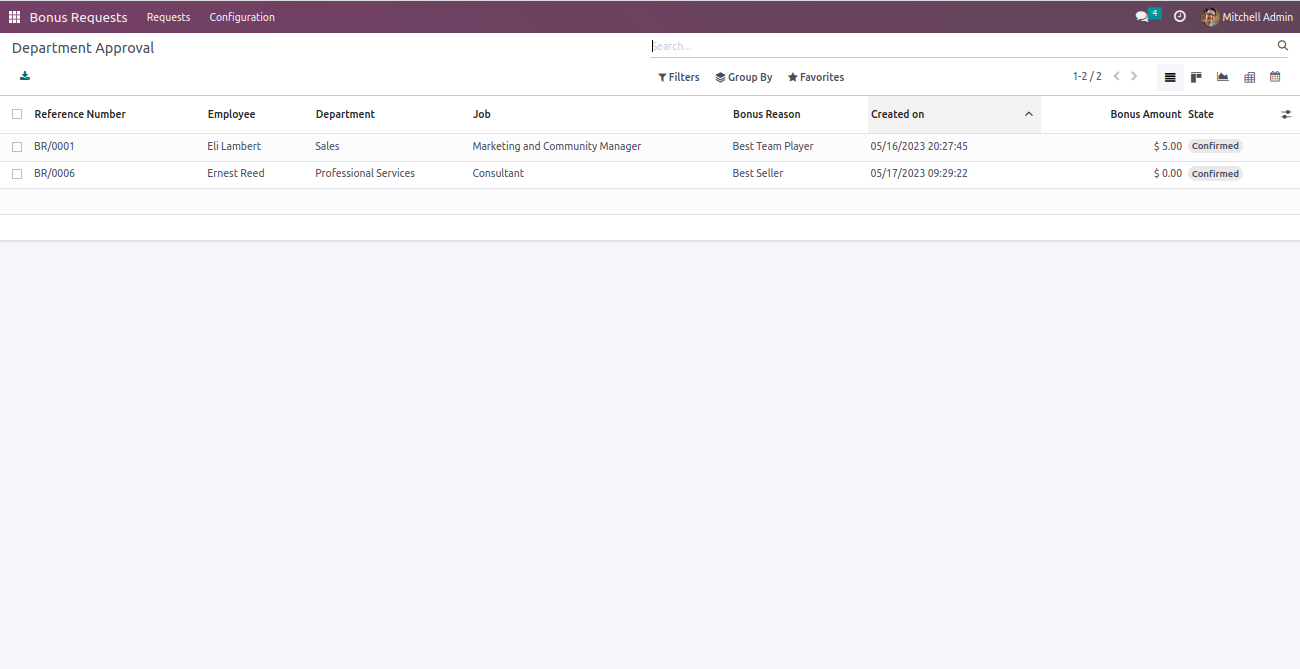 Bonus Requests Requests Configuration 4 Mitchell Admin
Department Approval Search...
Filters Group By Favorites 1-2 / 2
Reference Number Employee Department Job Bonus Reason Created on Bonus Amount State
BR/0001 Eli Lambert Sales Marketing and Community Manager Best Team Player 05/16/2023 20:27:45 $ 5.00 Confirmed
BR/0006 Ernest Reed Professional Services Consultant Best Seller 05/17/2023 09:29:22 $ 0.00 Confirmed